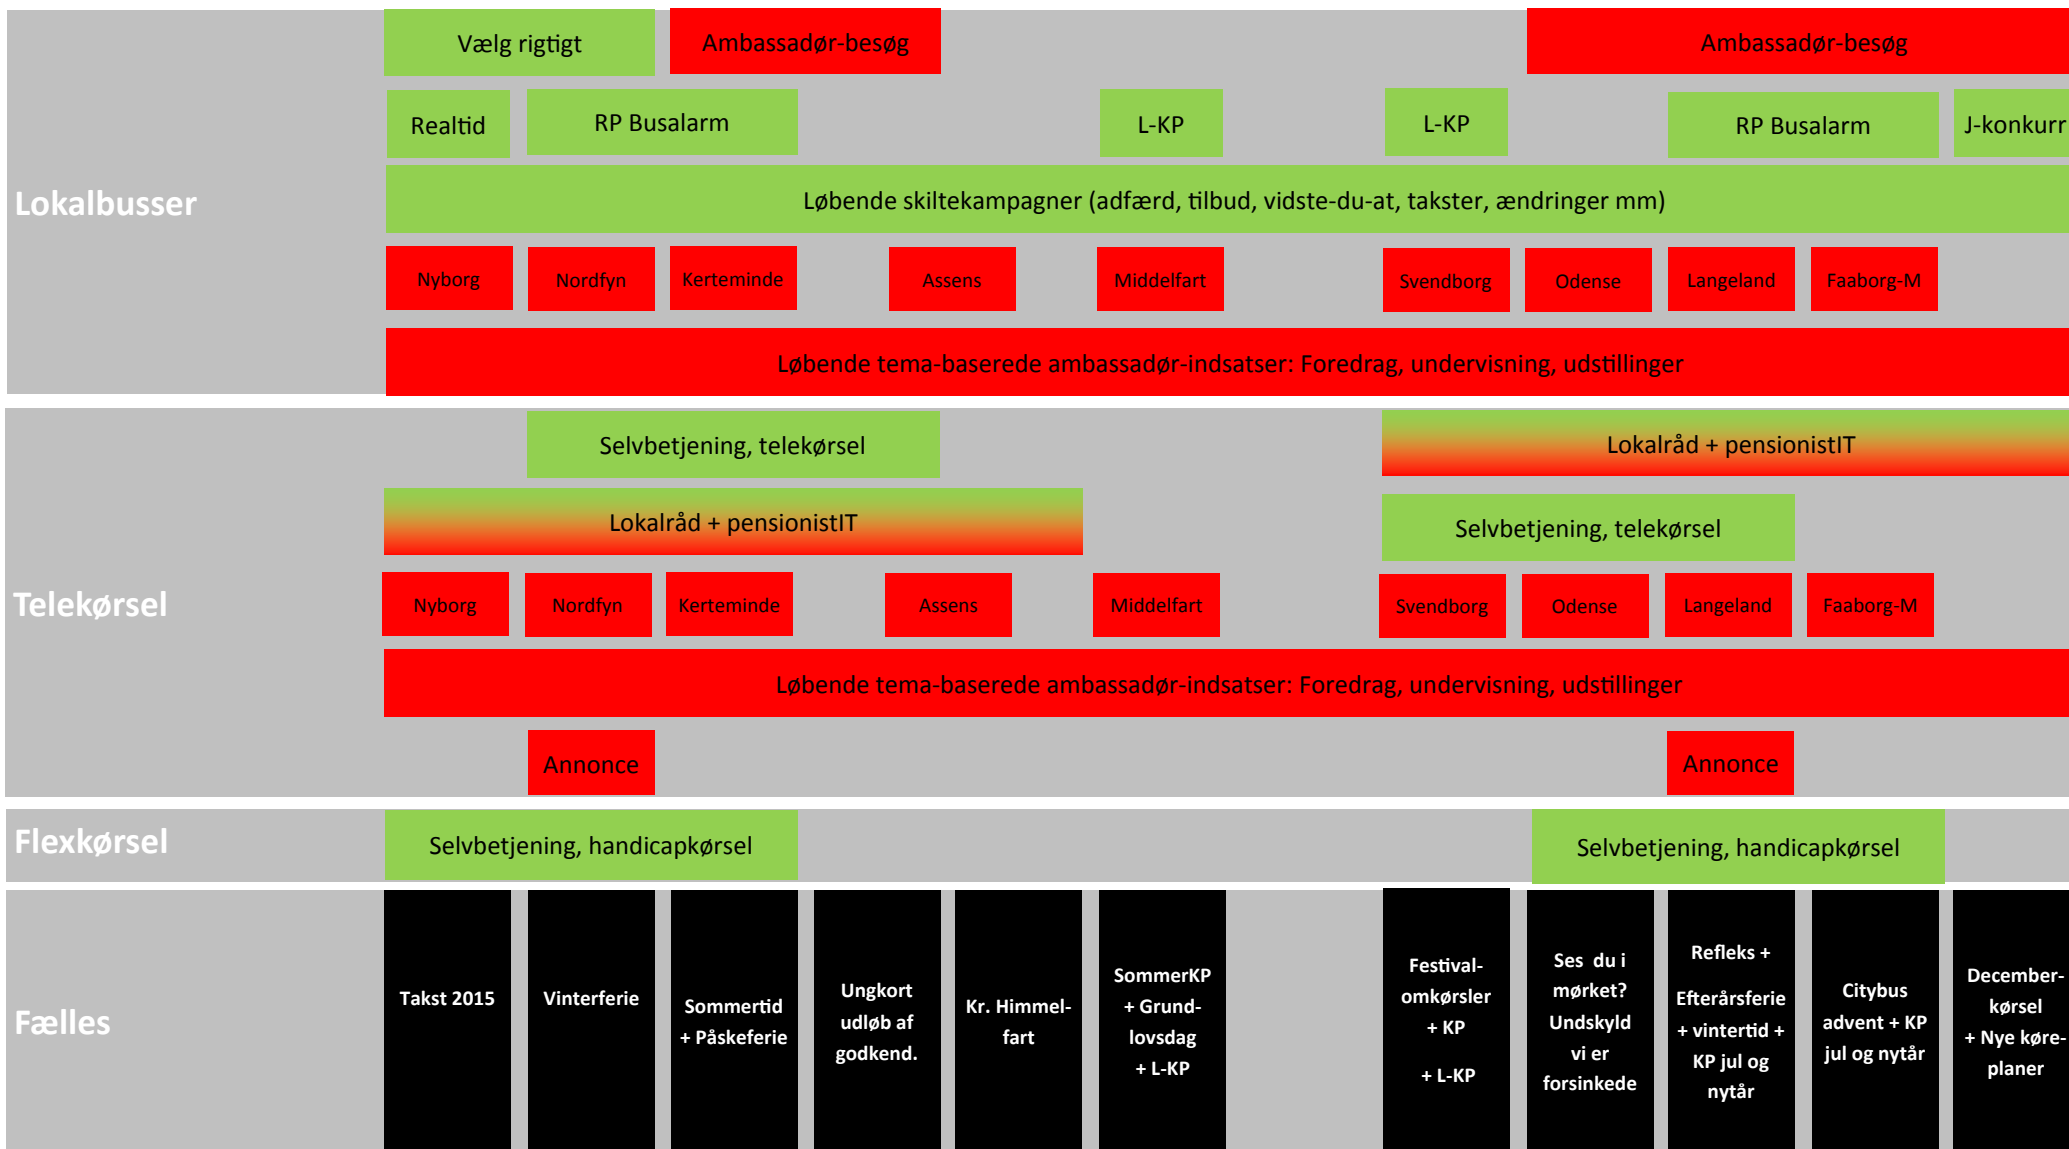 Vælg rigtigt
Ambassadør-besøg
Ambassadør-besøg
Realtid
RP Busalarm
L-KP
L-KP
RP Busalarm
J-konkurr
Lokalbusser
Løbende skiltekampagner (adfærd, tilbud, vidste-du-at, takster, ændringer mm)
Nyborg
Nordfyn
Kerteminde
Assens
Middelfart
Svendborg
Odense
Langeland
Faaborg-M
Løbende tema-baserede ambassadør-indsatser: Foredrag, undervisning, udstillinger
Selvbetjening, telekørsel
Lokalråd + pensionistIT
Lokalråd + pensionistIT
Selvbetjening, telekørsel
Telekørsel
Nyborg
Nordfyn
Kerteminde
Assens
Middelfart
Svendborg
Odense
Langeland
Faaborg-M
Løbende tema-baserede ambassadør-indsatser: Foredrag, undervisning, udstillinger
Annonce
Annonce
Flexkørsel
Selvbetjening, handicapkørsel
Selvbetjening, handicapkørsel
Fælles
Takst 2015
Vinterferie
Sommertid
+ Påskeferie
Ungkort
udløb af
godkend.
Kr. Himmel-
fart
SommerKP
+ Grund-
lovsdag
+ L-KP
Festival-
omkørsler
+ KP
+ L-KP
Ses du i
mørket?
Undskyld
vi er
forsinkede
Refleks +
Efterårsferie
+ vintertid +
KP jul og
nytår
Citybus
advent + KP
jul og nytår
December-
kørsel
+ Nye køre-
planer